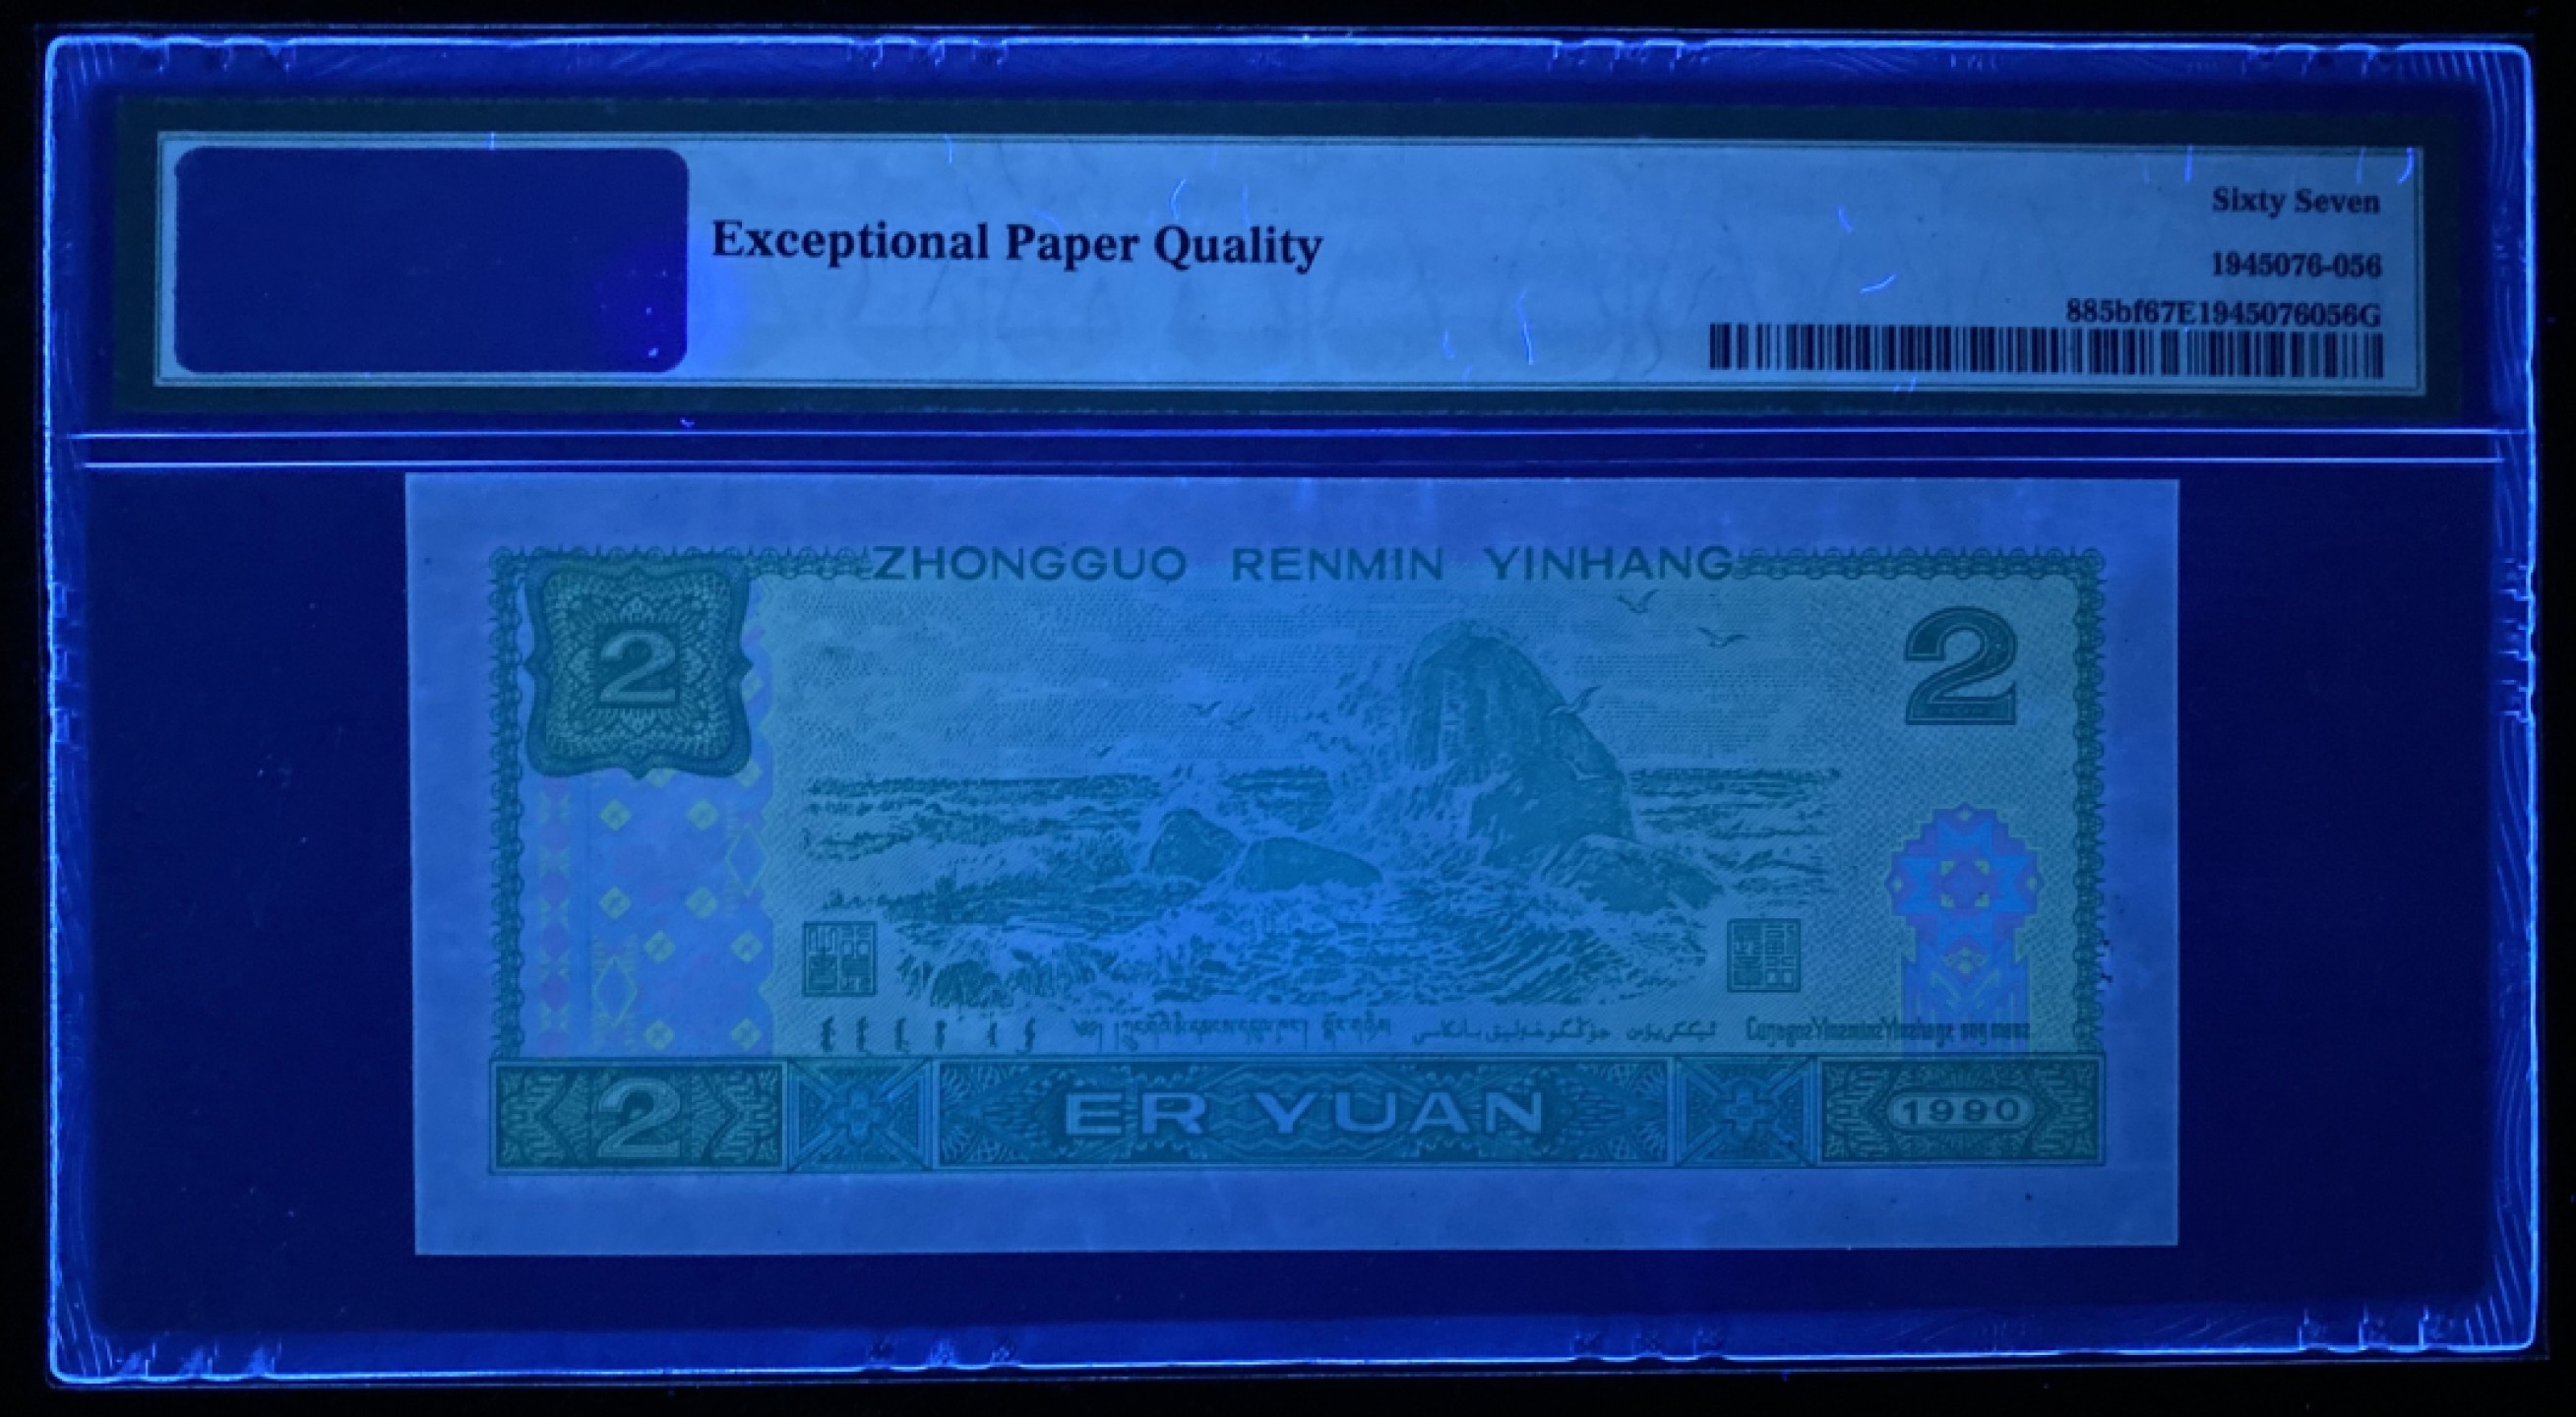 Exceptional Paper Quality
Sixty Seven
1945076-056
885bf67E1945076056G
ZHONGGUO RENMIN YINHANG
2
2
2
ER YUAN
1990